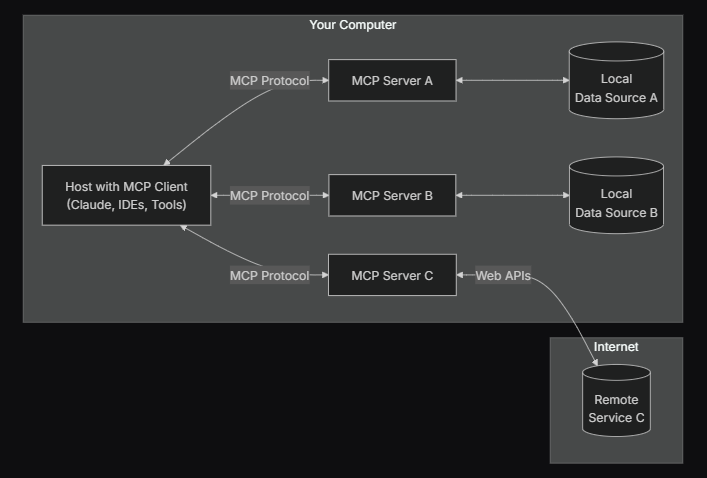 Your Computer
MCP Protocol
MCP Server A
Local
Data Source A
Host with MCP Client
(Claude, IDEs, Tools)
MCP Protocol
MCP Server B
Local
Data Source B
MCP Protocol
MCP Server C
Web APIs
Internet
Remote
Service C